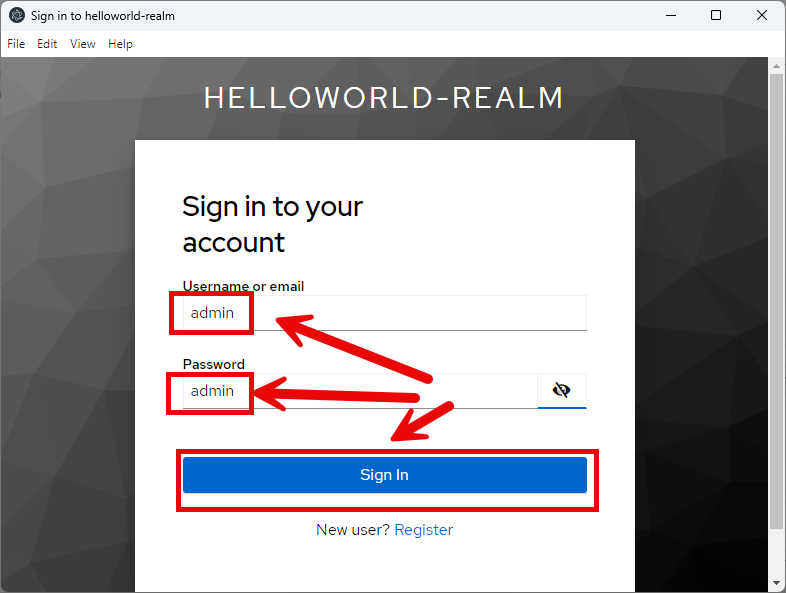 Sign in to helloworld-realm
File Edit View Help
HELLOWORLD-REALM
Sign in to your
account
Username or email
admin
Password
admin
Sign In
New user? Register